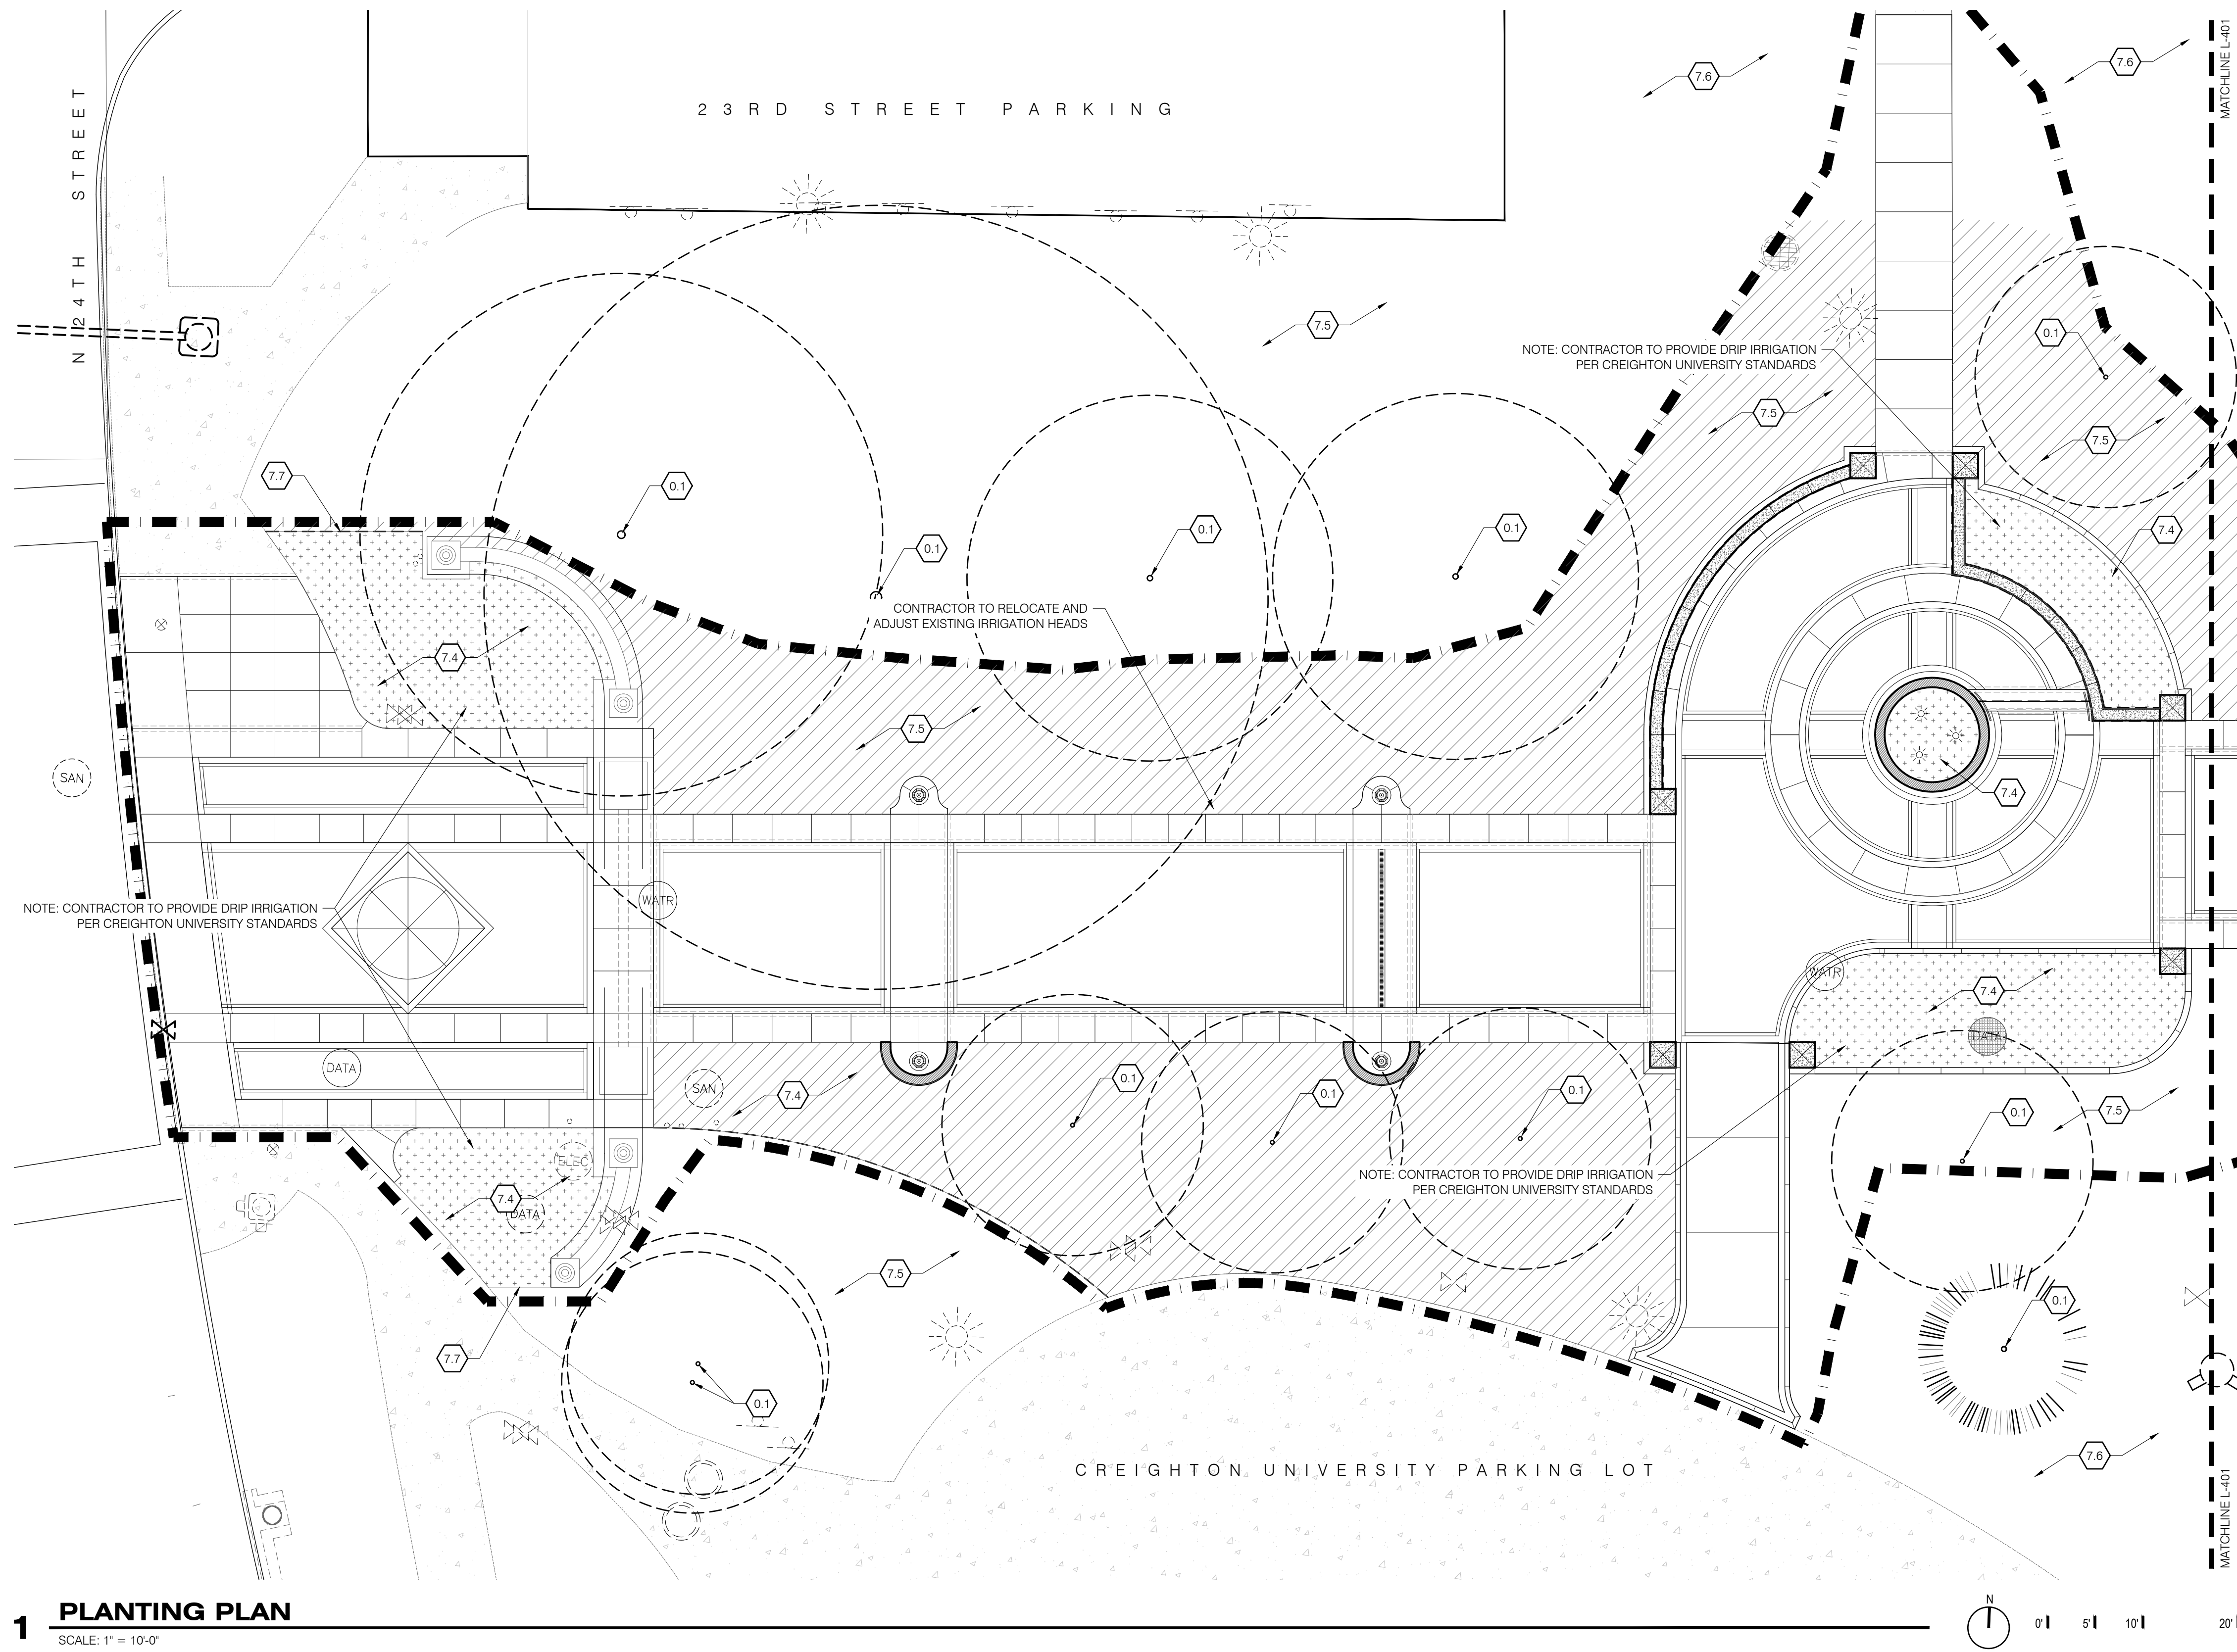 7.6
7.6
MATCHLINE L-401
23RD STREET PARKING
N 24TH STREET
7.5
0.1
NOTE: CONTRACTOR TO PROVIDE DRIP IRRIGATION
PER CREIGHTON UNIVERSITY STANDARDS
7.5
7.5
7.7
0.1
0.1
0.1
0.1
7.4
CONTRACTOR TO RELOCATE AND
ADJUST EXISTING IRRIGATION HEADS
7.4
7.5
SAN
7.4
WATR
NOTE: CONTRACTOR TO PROVIDE DRIP IRRIGATION
PER CREIGHTON UNIVERSITY STANDARDS
WATR
7.4
DATA
DATA
SAN
7.4
0.1
0.1
0.1
0.1
7.5
ELEC
NOTE: CONTRACTOR TO PROVIDE DRIP IRRIGATION
PER CREIGHTON UNIVERSITY STANDARDS
7.4
DATA
7.5
0.1
7.7
0.1
7.6
CREIGHTON UNIVERSITY PARKING LOT
MATCHLINE L-401
1 PLANTING PLAN
SCALE: 1" = 10'-0"
N
0' 5' 10' 20'